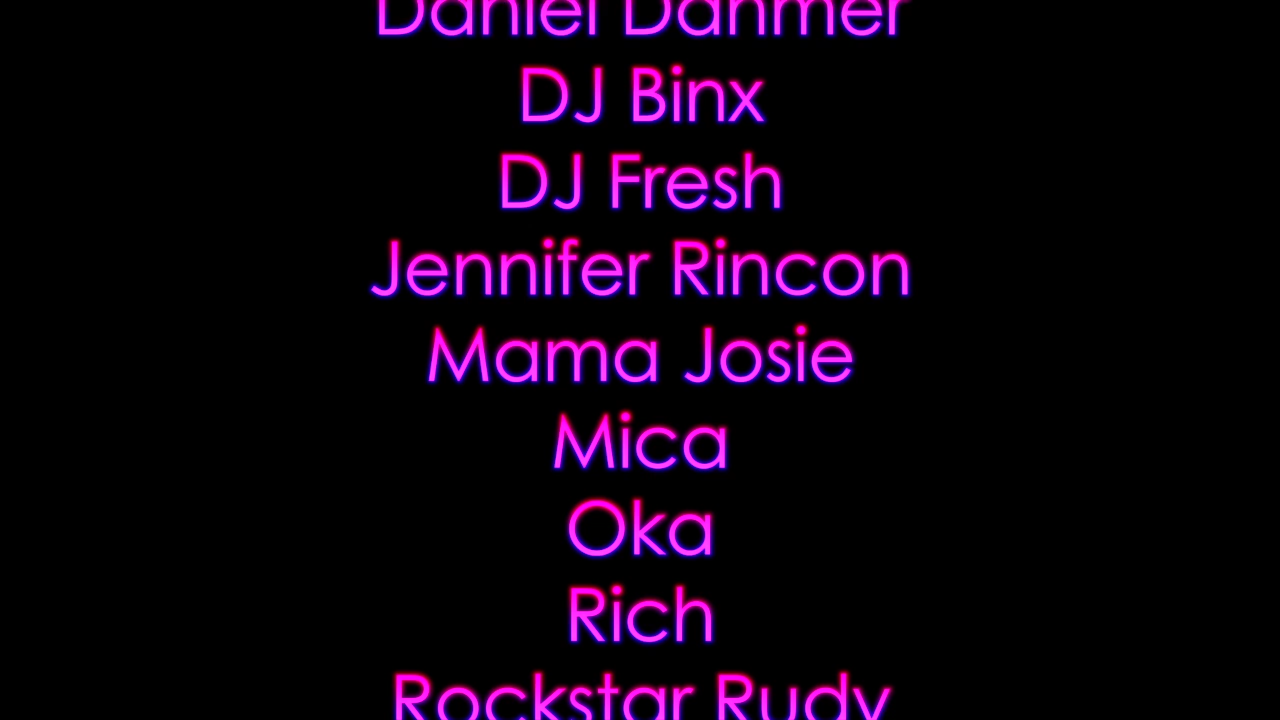 Daniel Dahmer
DJ Binx
DJ Fresh
Jennifer Rincon
Mama Josie
Mica
Oka
Rich
Rockstar Rudy